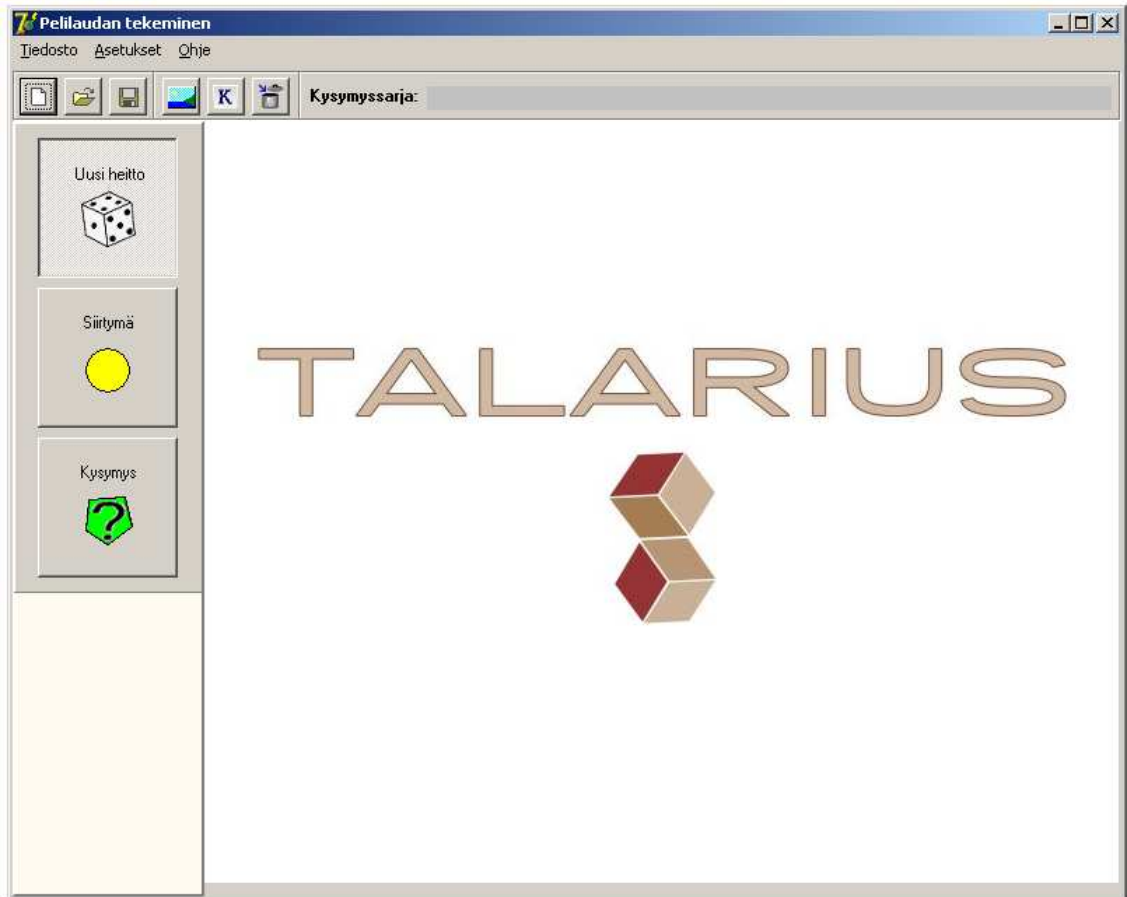 Pelilaudan tekeminen
Tiedosto Asetukset Ohje
K Kysymyssarja:
Uusi heitto
Siirtymä
Kysymys
?
TALARIUS